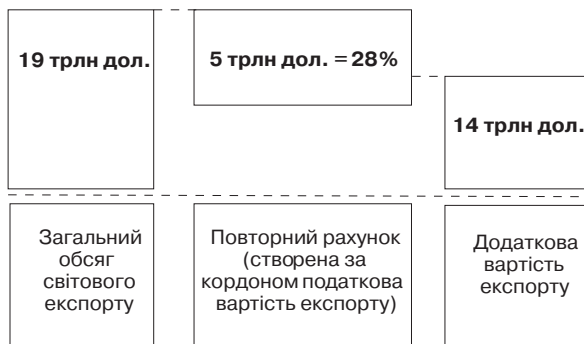 19 трлн дол.
5 трлн дол. = 28%
14 трлн дол.
Загальний
обсяг
світового
експорту
Повторний рахунок
(створена за
кордоном податкова
вартість експорту)
Додаткова
вартість
експорту